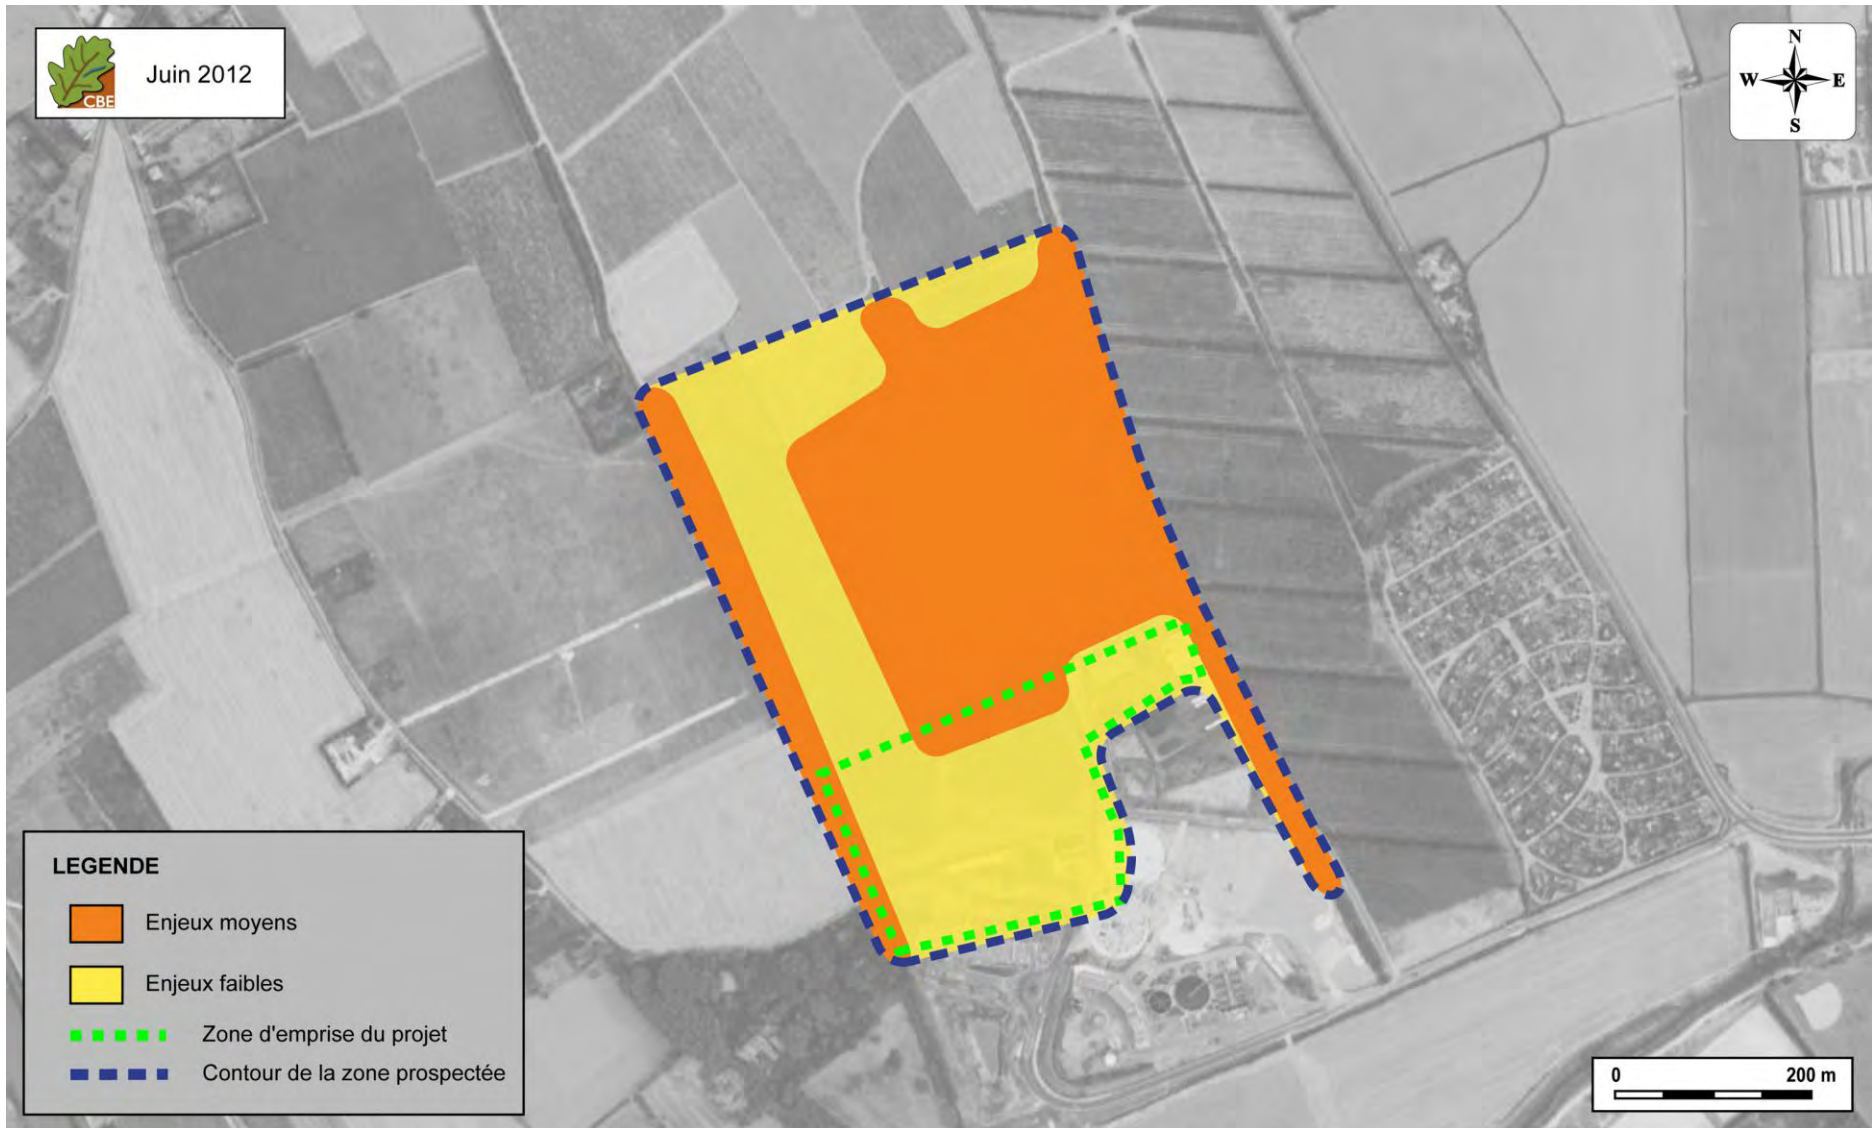 CBE
Juin 2012
N
W E
S
LEGENDE
Enjeux moyens
Enjeux faibles
Zone d'emprise du projet
Contour de la zone prospectée
0 200 m